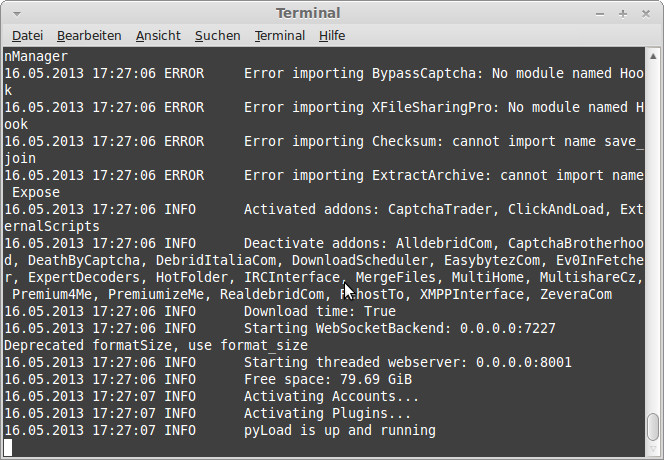 Terminal
Datei Bearbeiten Ansicht Suchen Terminal Hilfe
nManager
16.05.2013 17:27:06 ERROR     Error importing BypassCaptcha: No module named Hoo
k
16.05.2013 17:27:06 ERROR     Error importing XFileSharingPro: No module named H
ook
16.05.2013 17:27:06 ERROR     Error importing Checksum: cannot import name save_
join
16.05.2013 17:27:06 ERROR     Error importing ExtractArchive: cannot import name
 Expose
16.05.2013 17:27:06 INFO      Activated addons: CaptchaTrader, ClickAndLoad, Ext
ernalScripts
16.05.2013 17:27:06 INFO      Deactivate addons: AlldebridCom, CaptchaBrotherhoo
d, DeathByCaptcha, DebridItaliaCom, DownloadScheduler, EasybytezCom, Ev0InFetche
r, ExpertDecoders, HotFolder, IRCInterface, MergeFiles, MultiHome, MultishareCz,
 Premium4Me, PremiumizeMe, RealdebridCom, XMPPInterface, ZeveraCom
16.05.2013 17:27:06 INFO      Download time: True
16.05.2013 17:27:06 INFO      Starting WebSocketBackend: 0.0.0.0:7227
Deprecated formatSize, use format_size
16.05.2013 17:27:06 INFO      Starting threaded webserver: 0.0.0.0:8001
16.05.2013 17:27:06 INFO      Free space: 79.69 GiB
16.05.2013 17:27:07 INFO      Activating Accounts...
16.05.2013 17:27:07 INFO      Activating Plugins...
16.05.2013 17:27:07 INFO      pyLoad is up and running